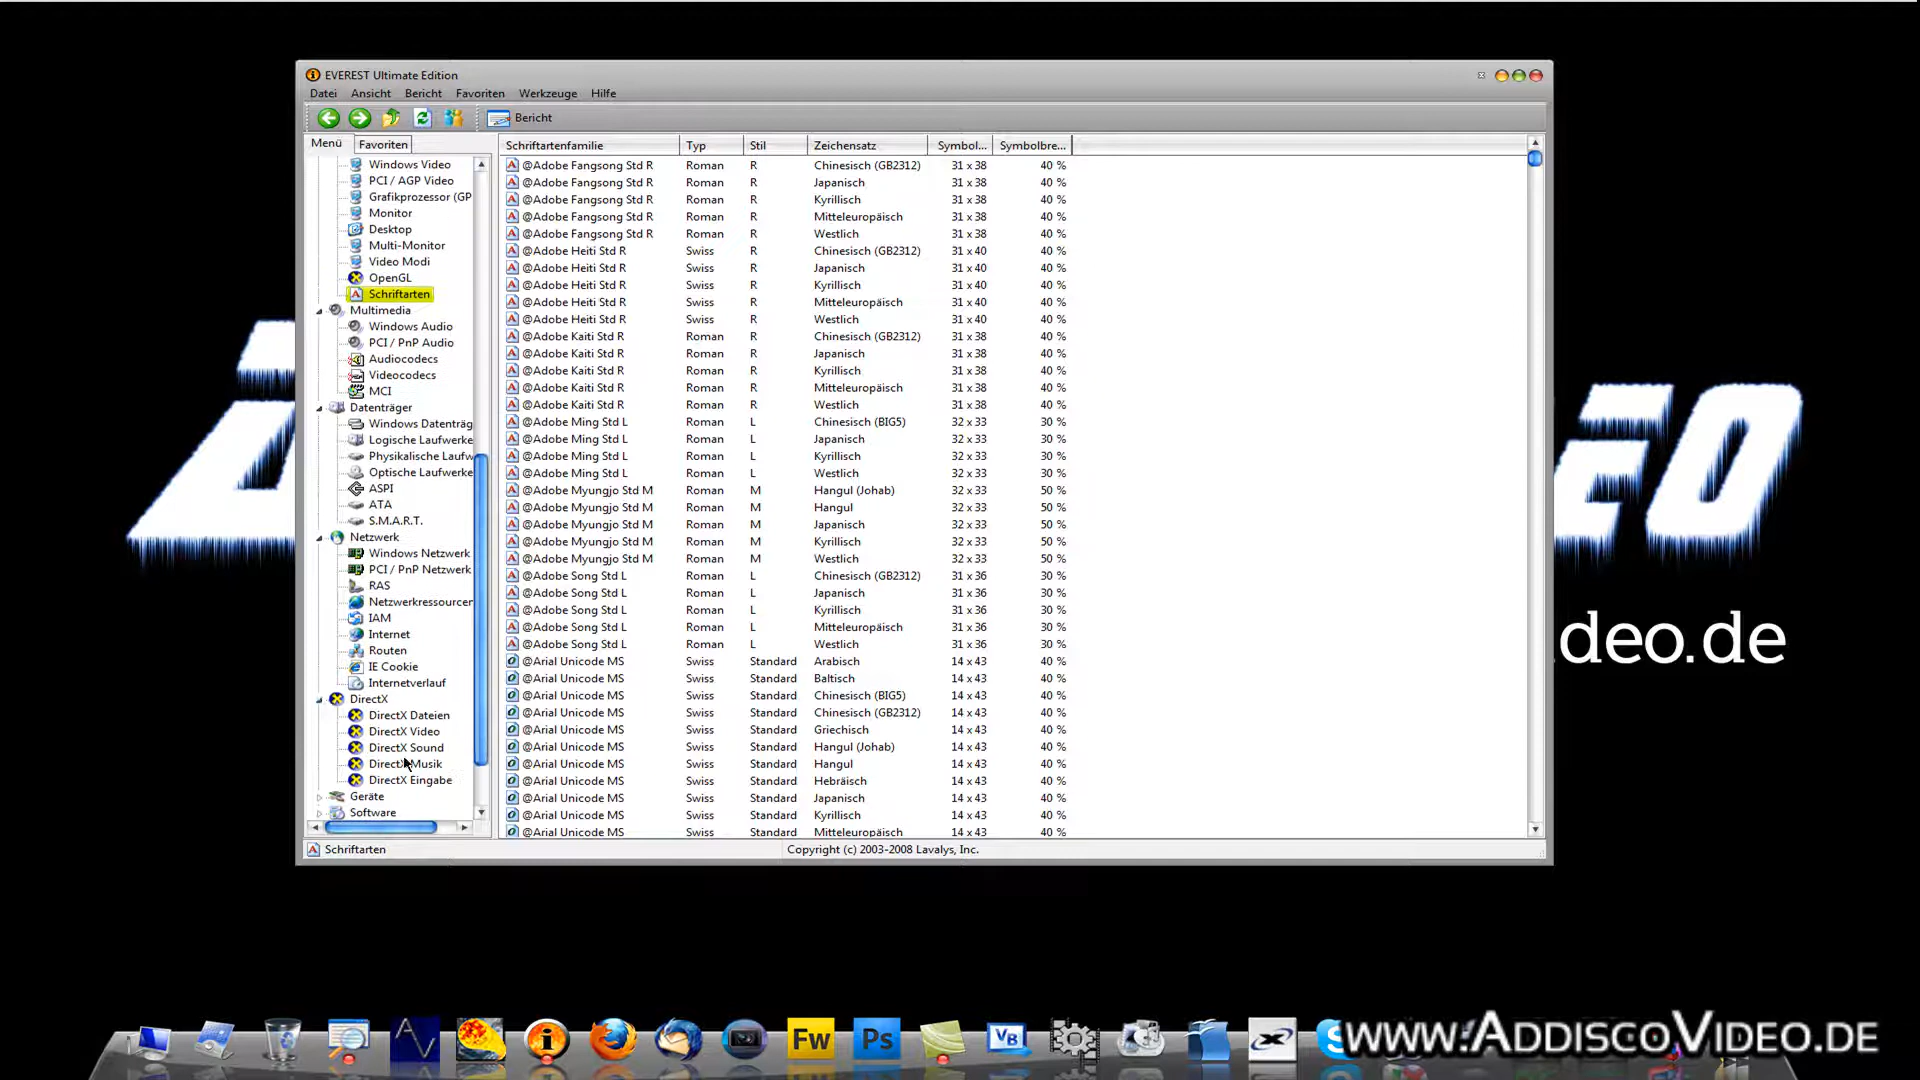 EVEREST Ultimate Edition
Datei Ansicht Bericht Favoriten Werkzeuge Hilfe
Bericht
Menü Favoriten
Windows Video
PCI / AGP Video
Grafikprozessor (GP
Monitor
Desktop
Multi-Monitor
Video Modi
OpenGL
Schriftarten
Multimedia
Windows Audio
PCI / PnP Audio
Audiocodecs
Videocodecs
MCI
Datenträger
Windows Datenträg
Logische Laufwerke
Physikalische Laufw
Optische Laufwerke
ASPI
ATA
S.M.A.R.T.
Netzwerk
Windows Netzwerk
PCI / PnP Netzwerk
RAS
Netzwerkressourcen
IAM
Internet
Routen
IE Cookie
Internetverlauf
DirectX
DirectX Dateien
DirectX Video
DirectX Sound
DirectX Musik
DirectX Eingabe
Geräte
Software
Schriftartenfamilie Typ Stil Zeichensatz Symbol... Symbolbre...
@Adobe Fangsong Std R Roman R Chinesisch (GB2312) 31 x 38 40 %
@Adobe Fangsong Std R Roman R Japanisch 31 x 38 40 %
@Adobe Fangsong Std R Roman R Kyrillisch 31 x 38 40 %
@Adobe Fangsong Std R Roman R Mitteleuropäisch 31 x 38 40 %
@Adobe Fangsong Std R Roman R Westlich 31 x 38 40 %
@Adobe Heiti Std R Swiss R Chinesisch (GB2312) 31 x 40 40 %
@Adobe Heiti Std R Swiss R Japanisch 31 x 40 40 %
@Adobe Heiti Std R Swiss R Kyrillisch 31 x 40 40 %
@Adobe Heiti Std R Swiss R Mitteleuropäisch 31 x 40 40 %
@Adobe Heiti Std R Swiss R Westlich 31 x 40 40 %
@Adobe Kaiti Std R Roman R Chinesisch (GB2312) 31 x 38 40 %
@Adobe Kaiti Std R Roman R Japanisch 31 x 38 40 %
@Adobe Kaiti Std R Roman R Kyrillisch 31 x 38 40 %
@Adobe Kaiti Std R Roman R Mitteleuropäisch 31 x 38 40 %
@Adobe Kaiti Std R Roman R Westlich 31 x 38 40 %
@Adobe Ming Std L Roman L Chinesisch (BIG5) 32 x 33 30 %
@Adobe Ming Std L Roman L Japanisch 32 x 33 30 %
@Adobe Ming Std L Roman L Kyrillisch 32 x 33 30 %
@Adobe Ming Std L Roman L Westlich 32 x 33 30 %
@Adobe Myungjo Std M Roman M Hangul (Johab) 32 x 33 50 %
@Adobe Myungjo Std M Roman M Hangul 32 x 33 50 %
@Adobe Myungjo Std M Roman M Japanisch 32 x 33 50 %
@Adobe Myungjo Std M Roman M Kyrillisch 32 x 33 50 %
@Adobe Myungjo Std M Roman M Westlich 32 x 33 50 %
@Adobe Song Std L Roman L Chinesisch (GB2312) 31 x 36 30 %
@Adobe Song Std L Roman L Japanisch 31 x 36 30 %
@Adobe Song Std L Roman L Kyrillisch 31 x 36 30 %
@Adobe Song Std L Roman L Mitteleuropäisch 31 x 36 30 %
@Adobe Song Std L Roman L Westlich 31 x 36 30 %
@Arial Unicode MS Swiss Standard Arabisch 14 x 43 40 %
@Arial Unicode MS Swiss Standard Baltisch 14 x 43 40 %
@Arial Unicode MS Swiss Standard Chinesisch (BIG5) 14 x 43 40 %
@Arial Unicode MS Swiss Standard Chinesisch (GB2312) 14 x 43 40 %
@Arial Unicode MS Swiss Standard Griechisch 14 x 43 40 %
@Arial Unicode MS Swiss Standard Hangul (Johab) 14 x 43 40 %
@Arial Unicode MS Swiss Standard Hangul 14 x 43 40 %
@Arial Unicode MS Swiss Standard Hebräisch 14 x 43 40 %
@Arial Unicode MS Swiss Standard Japanisch 14 x 43 40 %
@Arial Unicode MS Swiss Standard Kyrillisch 14 x 43 40 %
@Arial Unicode MS Swiss Standard Mitteleuropäisch 14 x 43 40 %
Schriftarten Copyright (c) 2003-2008 Lavalys, Inc.
EO
deo.de
Fw Ps VB
www.AddiscoVideo.de